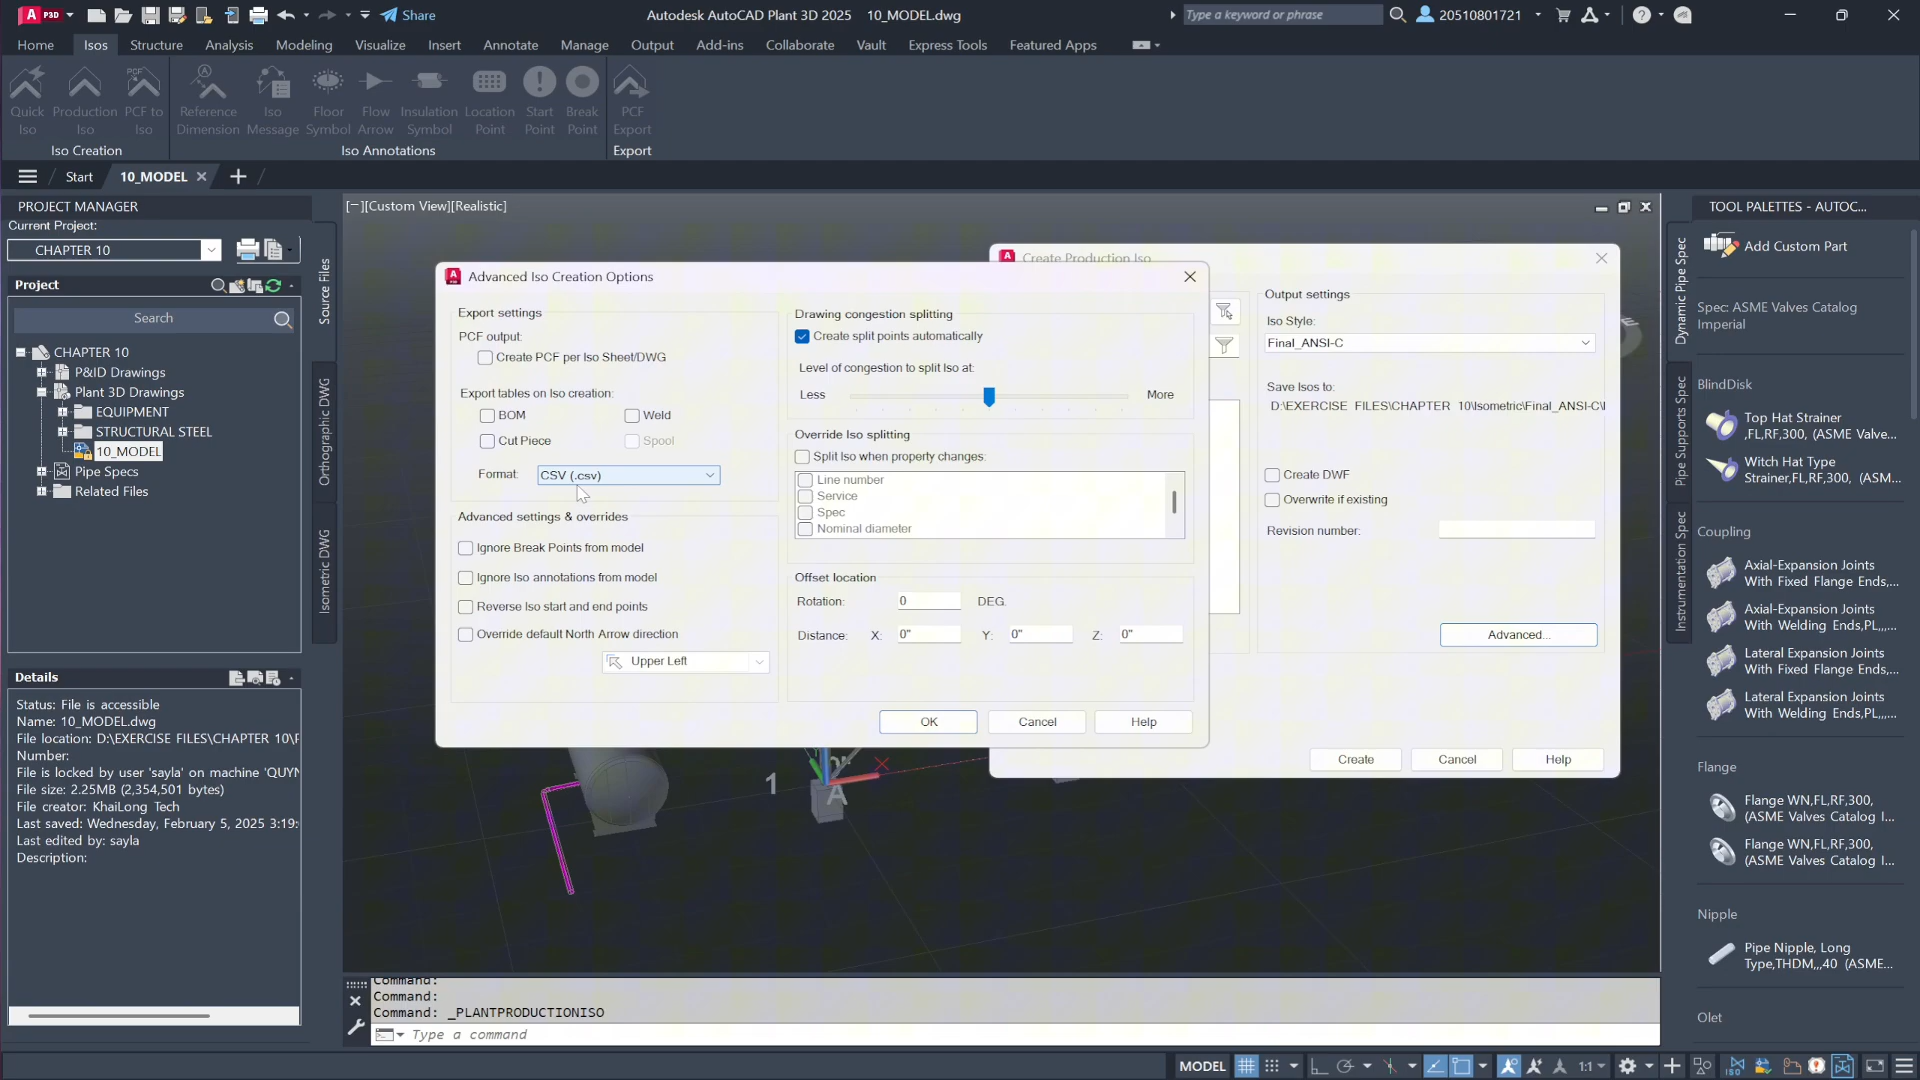 P3D
Share
Autodesk AutoCAD Plant 3D 2025 10_MODEL.dwg
Type a keyword or phrase
20510801721
Home Isos Structure Analysis Modeling Visualize Insert Annotate Manage Output Add-ins Collaborate Vault Express Tools Featured Apps
Quick Iso
Production Iso
PCF to Iso
Reference Dimension
Iso Message
Floor Symbol
Flow Arrow
Insulation Symbol
Location Point
Start Point
Break Point
PCF Export
Iso Creation
Iso Annotations
Export
Start
10_MODEL
PROJECT MANAGER
Current Project:
CHAPTER 10
Project
Search
CHAPTER 10
P&ID Drawings
Plant 3D Drawings
EQUIPMENT
STRUCTURAL STEEL
10_MODEL
Pipe Specs
Related Files
Source Files
Orthographic DWG
Isometric DWG
Details
Status: File is accessible
Name: 10_MODEL.dwg
File location: D:\EXERCISE FILES\CHAPTER 10\F
Number:
File is locked by user 'sayla' on machine 'QUYN
File size: 2.25MB (2,354,501 bytes)
File creator: KhaiLong Tech
Last saved: Wednesday, February 5, 2025 3:19:
Last edited by: sayla
Description:
[−][Custom View][Realistic]
Advanced Iso Creation Options
Export settings
PCF output:
Create PCF per Iso Sheet/DWG
Export tables on Iso creation:
BOM
Weld
Cut Piece
Spool
Format:
CSV (.csv)
Advanced settings & overrides
Ignore Break Points from model
Ignore Iso annotations from model
Reverse Iso start and end points
Override default North Arrow direction
Upper Left
Drawing congestion splitting
Create split points automatically
Level of congestion to split Iso at:
Less
More
Override Iso splitting
Split Iso when property changes:
Line number
Service
Spec
Nominal diameter
Offset location
Rotation: 0 DEG.
Distance: X: 0" Y: 0" Z: 0"
OK
Cancel
Help
Create Production Iso
Output settings
Iso Style:
Final_ANSI-C
Save Isos to:
D:\EXERCISE FILES\CHAPTER 10\Isometric\Final_ANSI-C\
Create DWF
Overwrite if existing
Revision number:
Advanced...
Create
Cancel
Help
1
A
Command:
Command:
Command: _PLANTPRODUCTIONISO
Type a command
TOOL PALETTES - AUTOC...
Dynamic Pipe Spec
Pipe Supports Spec
Instrumentation Spec
Add Custom Part
Spec: ASME Valves Catalog
Imperial
BlindDisk
Top Hat Strainer
,FL,RF,300, (ASME Valve...
Witch Hat Type
Strainer,FL,RF,300, (ASM...
Coupling
Axial-Expansion Joints
With Fixed Flange Ends,...
Axial-Expansion Joints
With Welding Ends,PL,,,...
Lateral Expansion Joints
With Fixed Flange Ends,...
Lateral Expansion Joints
With Welding Ends,PL,,,...
Flange
Flange WN,FL,RF,300,
(ASME Valves Catalog I...
Flange WN,FL,RF,300,
(ASME Valves Catalog I...
Nipple
Pipe Nipple, Long
Type,THDM,,,40 (ASME...
Olet
MODEL
1:1